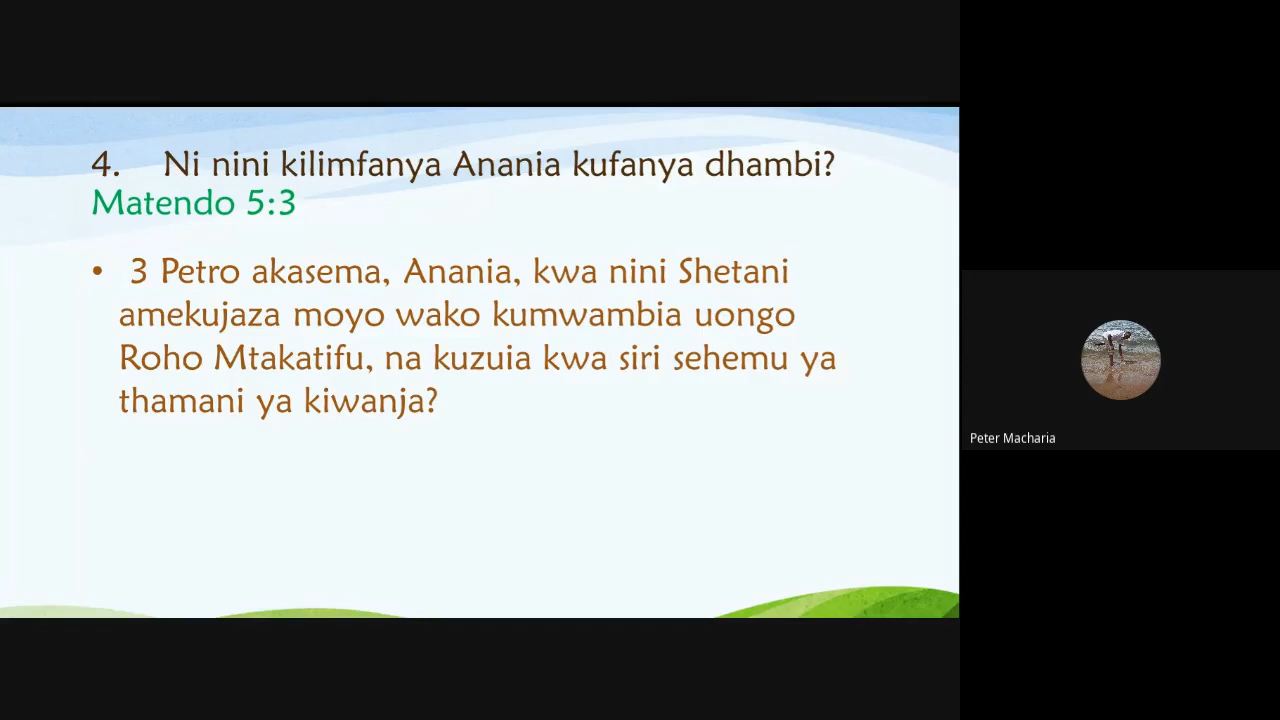 4. Ni nini kilimfanya Anania kufanya dhambi?
Matendo 5:3
• 3 Petro akasema, Anania, kwa nini Shetani
amekujaza moyo wako kumwambia uongo
Roho Mtakatifu, na kuzuia kwa siri sehemu ya
thamani ya kiwanja?
Peter Macharia